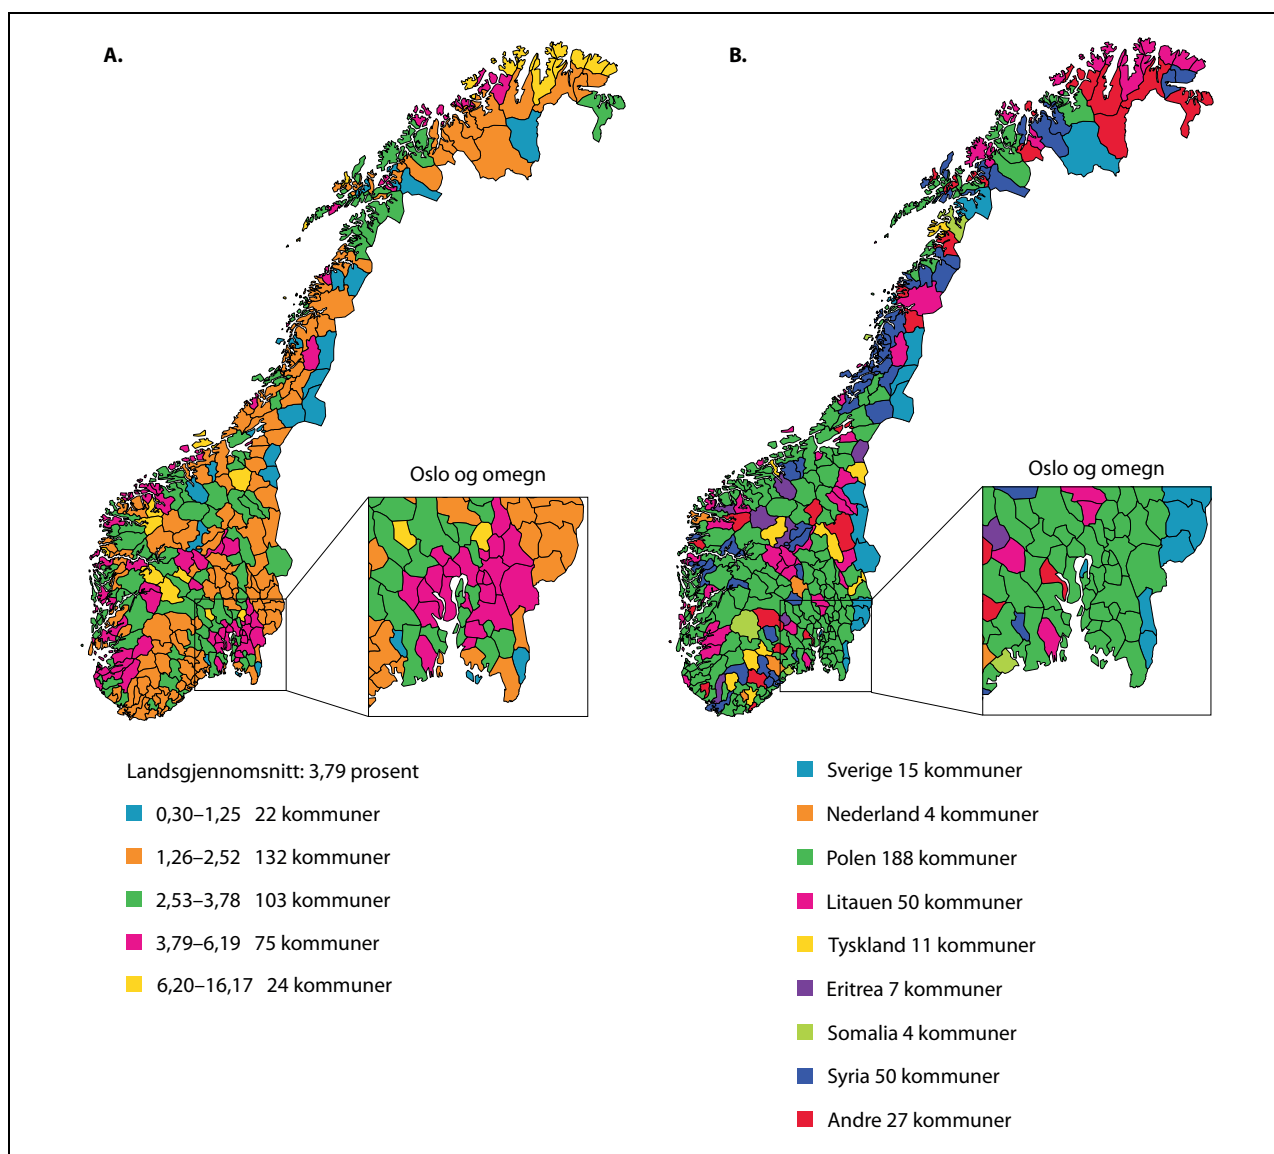 A.
Oslo og omegn
Landsgjennomsnitt: 3,79 prosent
0,30–1,25 22 kommuner
1,26–2,52 132 kommuner
2,53–3,78 103 kommuner
3,79–6,19 75 kommuner
6,20–16,17 24 kommuner
B.
Oslo og omegn
Sverige 15 kommuner
Nederland 4 kommuner
Polen 188 kommuner
Litauen 50 kommuner
Tyskland 11 kommuner
Eritrea 7 kommuner
Somalia 4 kommuner
Syria 50 kommuner
Andre 27 kommuner